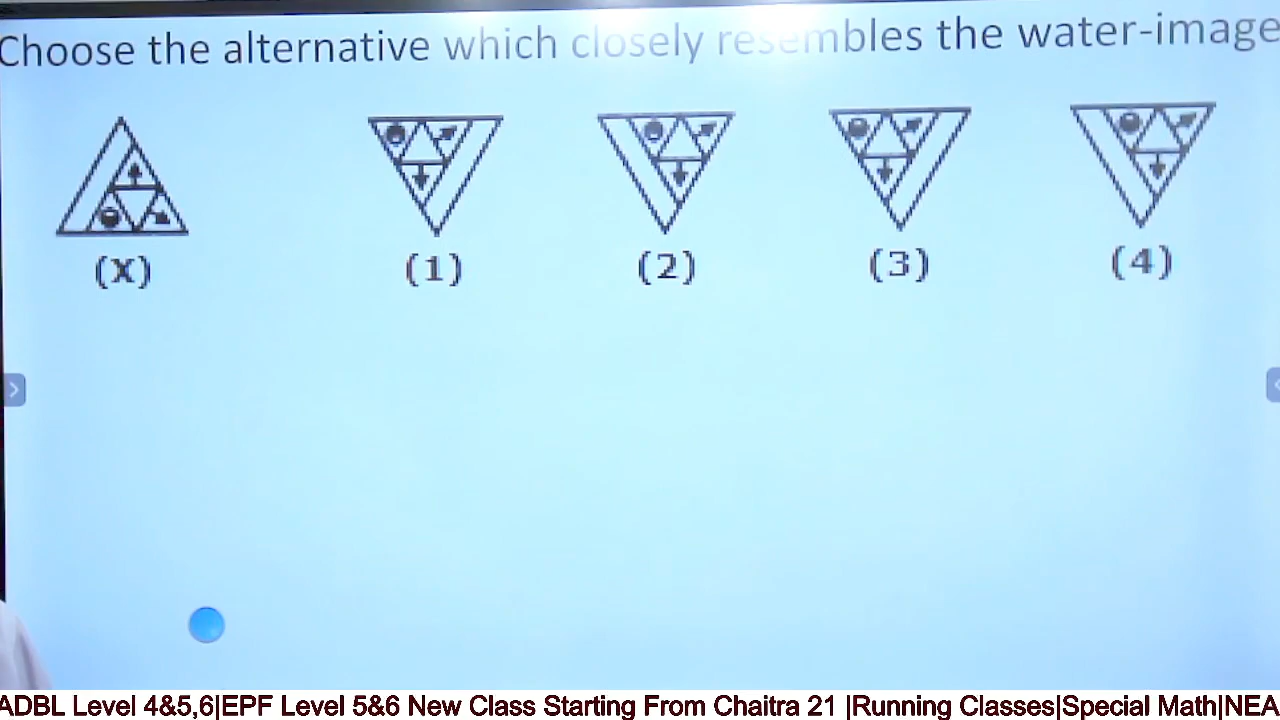 Choose the alternative which closely resembles the water-image
(X) (1) (2) (3) (4)
ADBL Level 4&5,6|EPF Level 5&6 New Class Starting From Chaitra 21 |Running Classes|Special Math|NEA